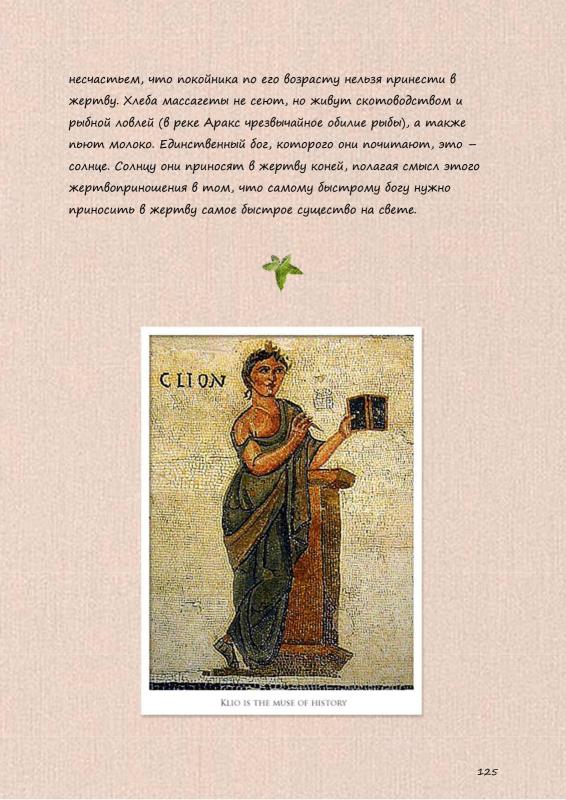 несчастьем, что покойника по его возрасту нельзя принести в
жертву. Хлеба массагеты не сеют, но живут скотоводством и
рыбной ловлей (в реке Аракс чрезвычайное обилие рыбы), а также
пьют молоко. Единственный бог, которого они почитают, это –
солнце. Солнцу они приносят в жертву коней, полагая смысл этого
жертвоприношения в том, что самому быстрому богу нужно
приносить в жертву самое быстрое существо на свете.
CLION
KLIO IS THE MUSE OF HISTORY
125